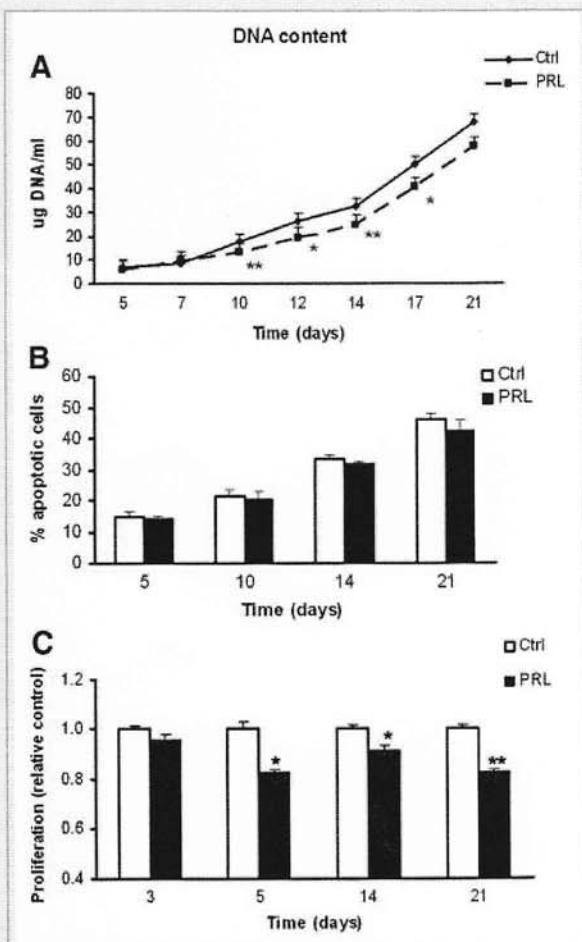 DNA content
A
Ctrl
PRL
ug DNA/ml
80
70
60
50
40
30
20
10
0
** * ** *
5 7 10 12 14 17 21
Time (days)
B
Ctrl
PRL
% apoptotic cells
60
50
40
30
20
10
0
5 10 14 21
Time (days)
C
Ctrl
PRL
Proliferation (relative control)
1.2
1.0
0.8
0.6
0.4
* * **
3 5 14 21
Time (days)